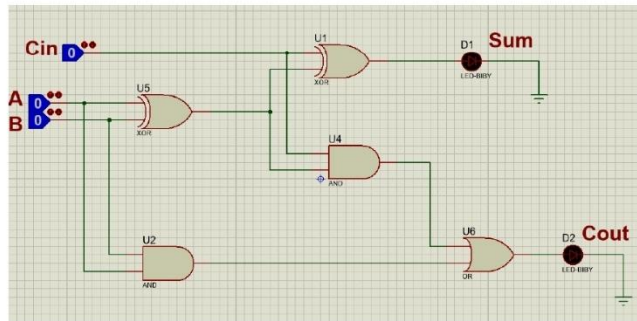 U1
Cin 0
XOR
D1
Sum
LED-BIBY
A 0
B 0
U5
XOR
U4
AND
U2
AND
U6
OR
D2
Cout
LED-BIBY